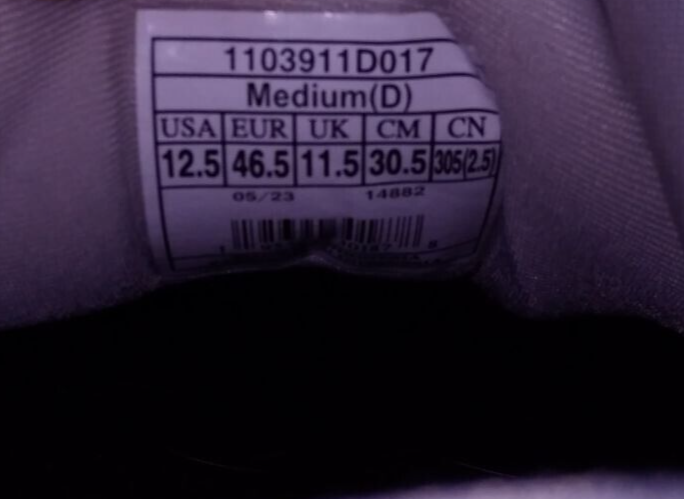 1103911D017
Medium(D)
USA EUR UK CM CN
12.5 46.5 11.5 30.5 305(2.5)
05/23 14882